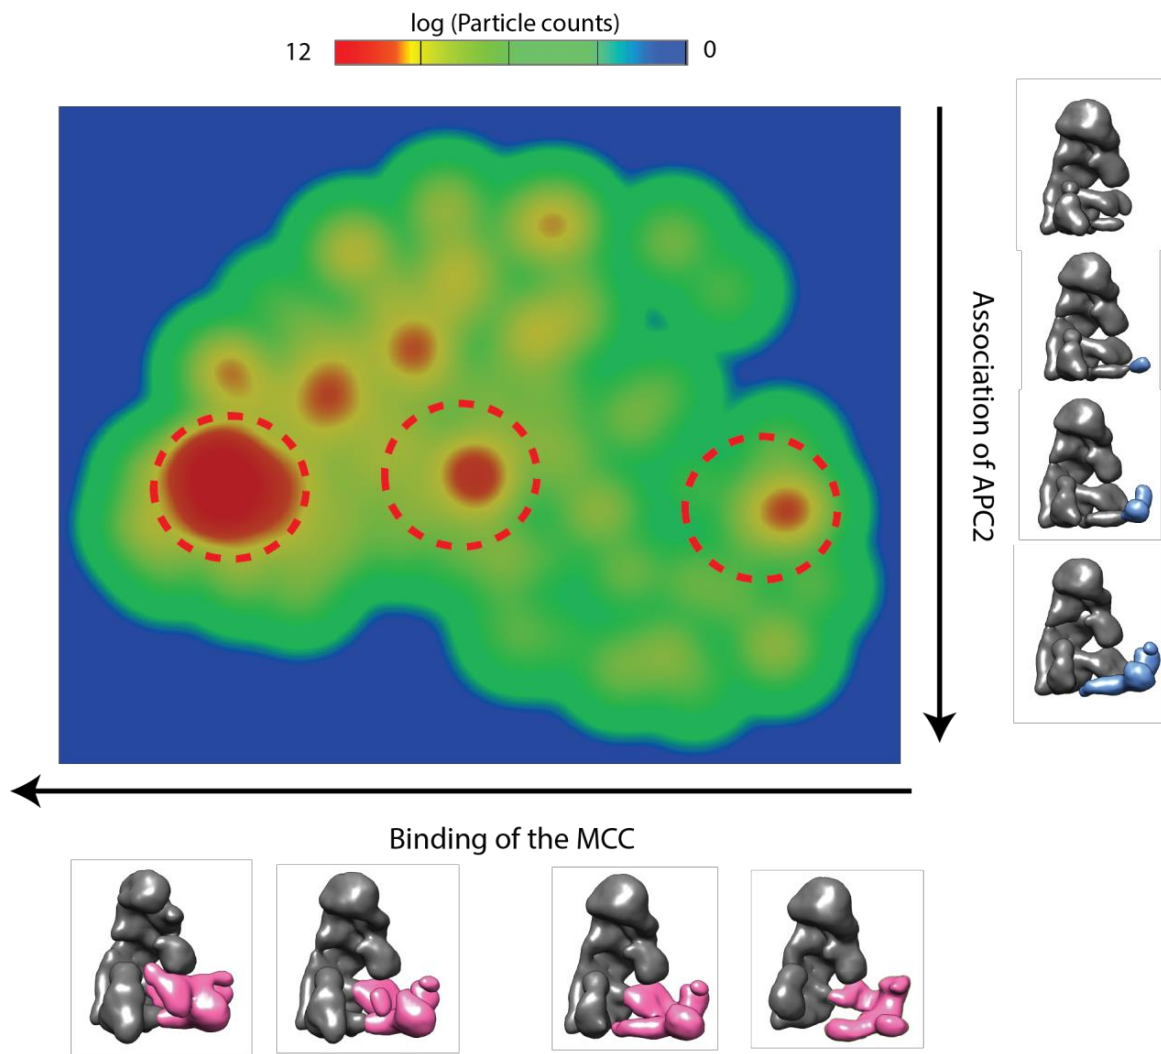 log (Particle counts)
12
0
Association of APC2
Binding of the MCC